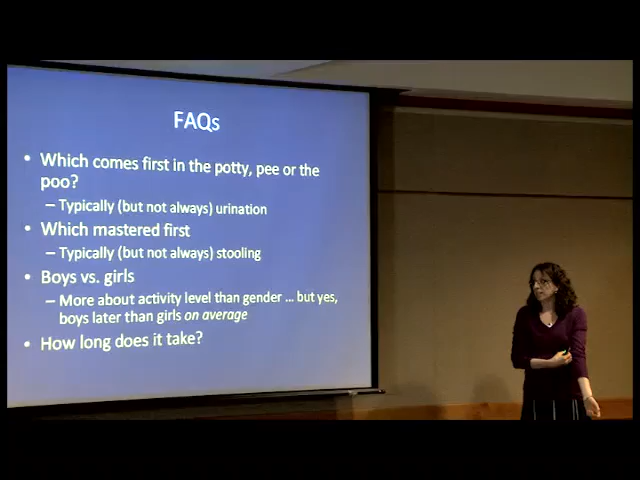 FAQs
• Which comes first in the potty, pee or the
poo?
– Typically (but not always) urination
• Which mastered first
– Typically (but not always) stooling
• Boys vs. girls
– More about activity level than gender … but yes,
boys later than girls on average
• How long does it take?